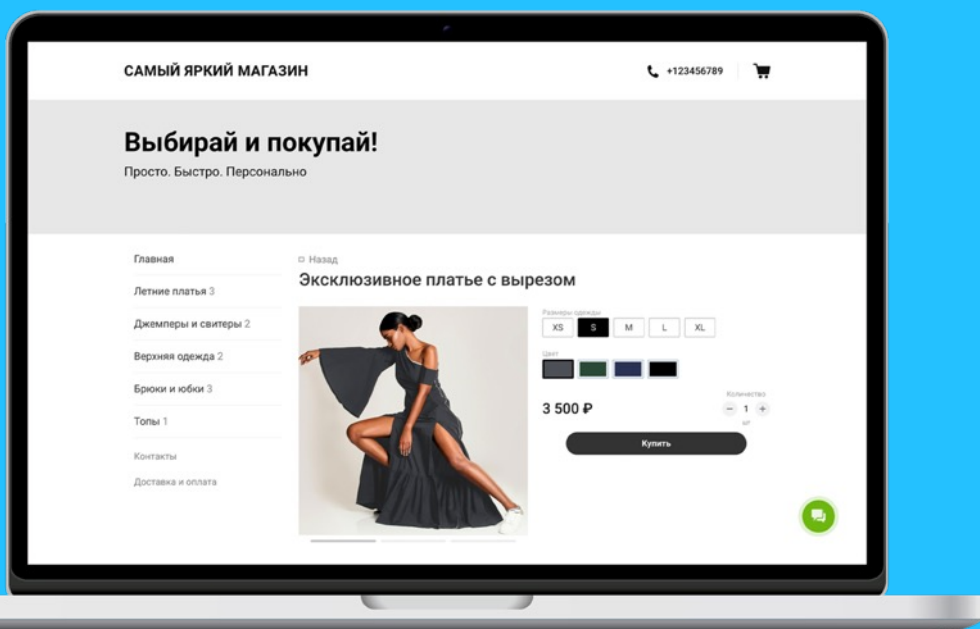 САМЫЙ ЯРКИЙ МАГАЗИН
+123456789
Выбирай и покупай!
Просто. Быстро. Персонально
Главная
Летние платья 3
Джемперы и свитеры 2
Верхняя одежда 2
Брюки и юбки 3
Топы 1
Контакты
Доставка и оплата
Назад
Эксклюзивное платье с вырезом
Размеры одежды
XS S M L XL
Цвет
3 500 ₽
Количество
− 1 +
шт
Купить